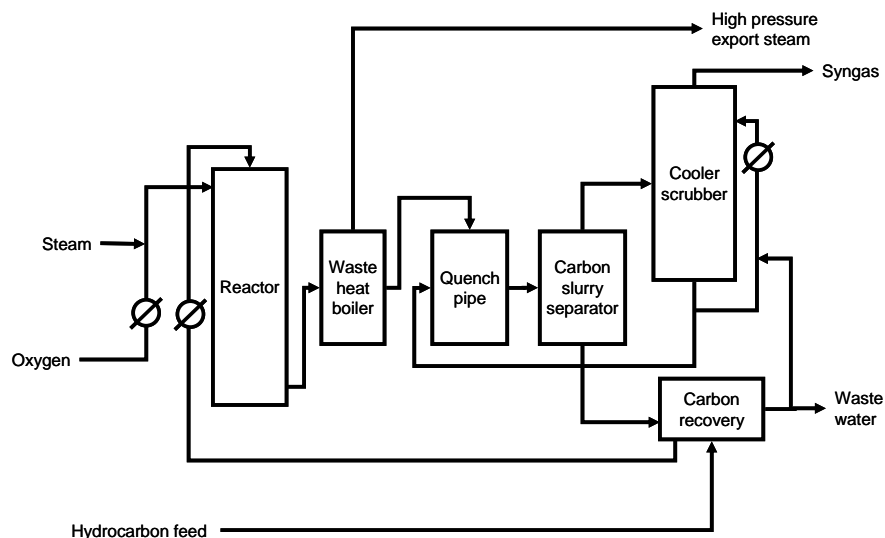 High pressure
export steam
Syngas
Cooler
scrubber
Steam
Reactor
Waste
heat
boiler
Quench
pipe
Carbon
slurry
separator
Oxygen
Carbon
recovery
Waste
water
Hydrocarbon feed